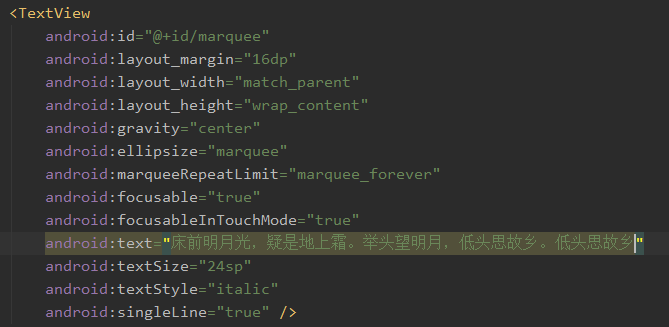 <TextView
android:id="@+id/marquee"
android:layout_margin="16dp"
android:layout_width="match_parent"
android:layout_height="wrap_content"
android:gravity="center"
android:ellipsize="marquee"
android:marqueeRepeatLimit="marquee_forever"
android:focusable="true"
android:focusableInTouchMode="true"
android:text="床前明月光，疑是地上霜。举头望明月，低头思故乡。低头思故乡"
android:textSize="24sp"
android:textStyle="italic"
android:singleLine="true" />